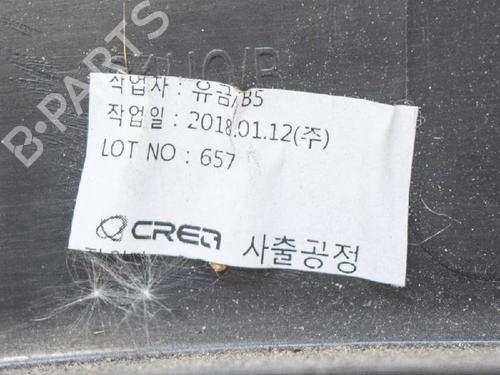 B-PARTS
작업자 : 유금/B5
작업일 : 2018.01.12(주)
LOT NO : 657
CREA 사출공정